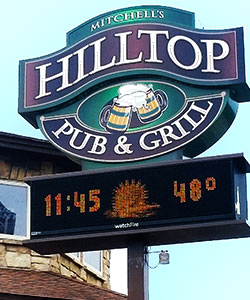 MITCHELL'S
HILLTOP
PUB & GRILL
11:45 48°
watchfire